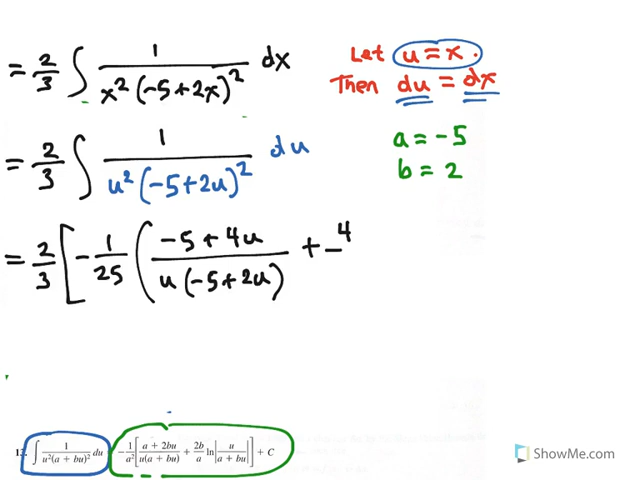 = 2/3 ∫ 1/(x²(-5+2x)²) dx
Let u = x.
Then du = dx
= 2/3 ∫ 1/(u²(-5+2u)²) du
a = -5
b = 2
= 2/3 [ -1/25 ( (-5+4u)/(u(-5+2u)) + 4
13. ∫ 1/(u²(a + bu)²) du  -1/a² [ (a + 2bu)/(u(a + bu)) + 2b/a ln| u/(a + bu) | ] + C
ShowMe.com